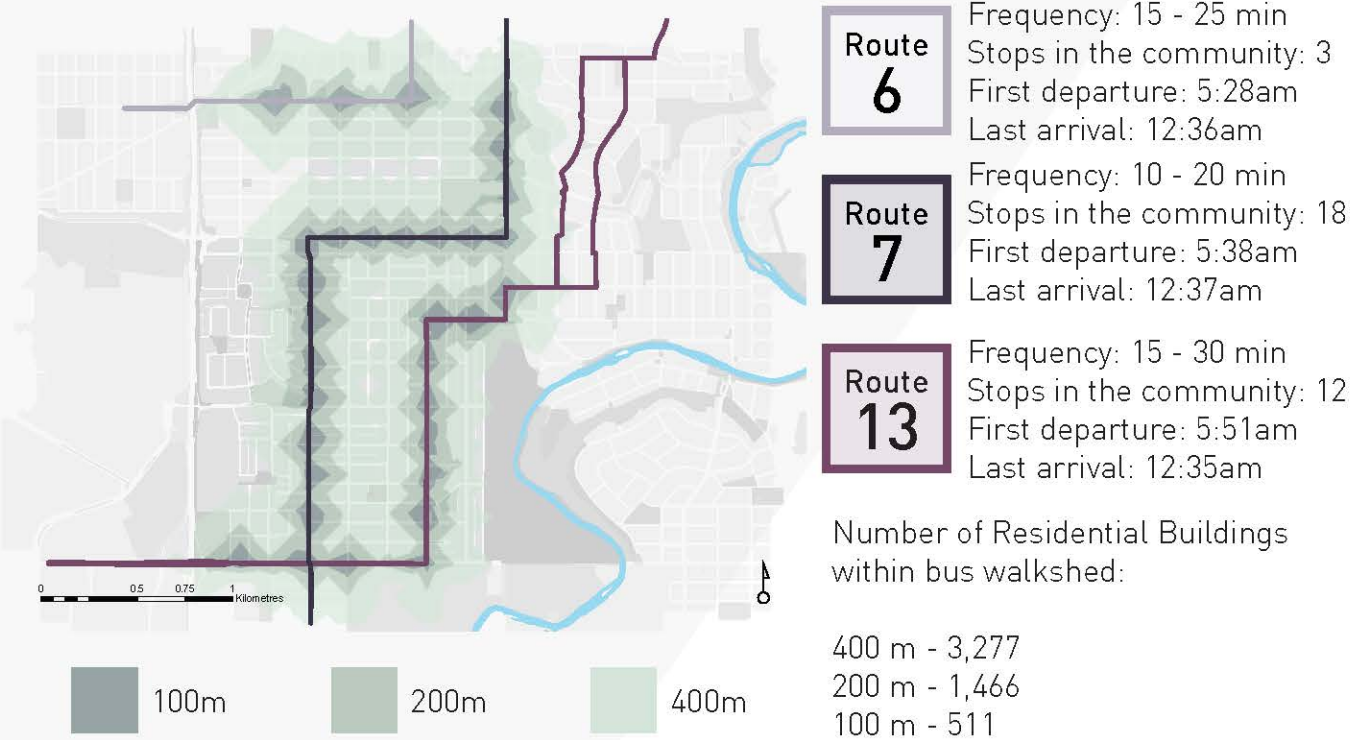 Route
6
Frequency: 15 - 25 min
Stops in the community: 3
First departure: 5:28am
Last arrival: 12:36am
Route
7
Frequency: 10 - 20 min
Stops in the community: 18
First departure: 5:38am
Last arrival: 12:37am
Route
13
Frequency: 15 - 30 min
Stops in the community: 12
First departure: 5:51am
Last arrival: 12:35am
Number of Residential Buildings
within bus walkshed:
400 m - 3,277
200 m - 1,466
100 m - 511
0 0.5 0.75 1
Kilometres
100m 200m 400m